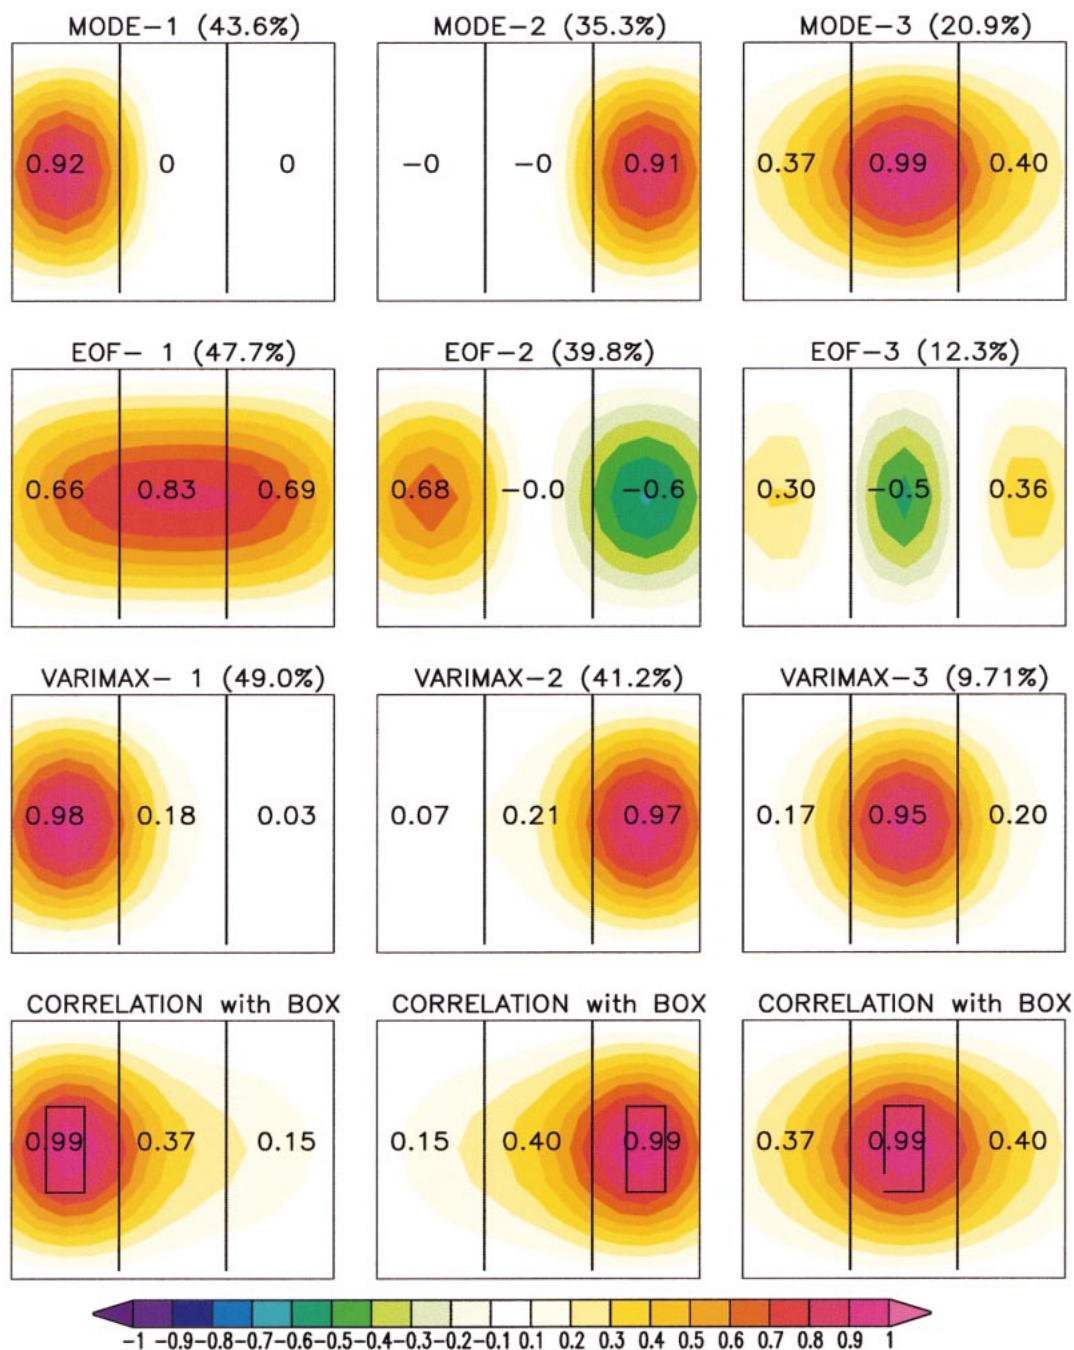 MODE-1 (43.6%) MODE-2 (35.3%) MODE-3 (20.9%)
0.92 0 0 -0 -0 0.91 0.37 0.99 0.40
EOF- 1 (47.7%) EOF-2 (39.8%) EOF-3 (12.3%)
0.66 0.83 0.69 0.68 -0.0 -0.6 0.30 -0.5 0.36
VARIMAX- 1 (49.0%) VARIMAX-2 (41.2%) VARIMAX-3 (9.71%)
0.98 0.18 0.03 0.07 0.21 0.97 0.17 0.95 0.20
CORRELATION with BOX CORRELATION with BOX CORRELATION with BOX
0.99 0.37 0.15 0.15 0.40 0.99 0.37 0.99 0.40
-1 -0.9 -0.8 -0.7 -0.6 -0.5 -0.4 -0.3 -0.2 -0.1 0.1 0.2 0.3 0.4 0.5 0.6 0.7 0.8 0.9 1